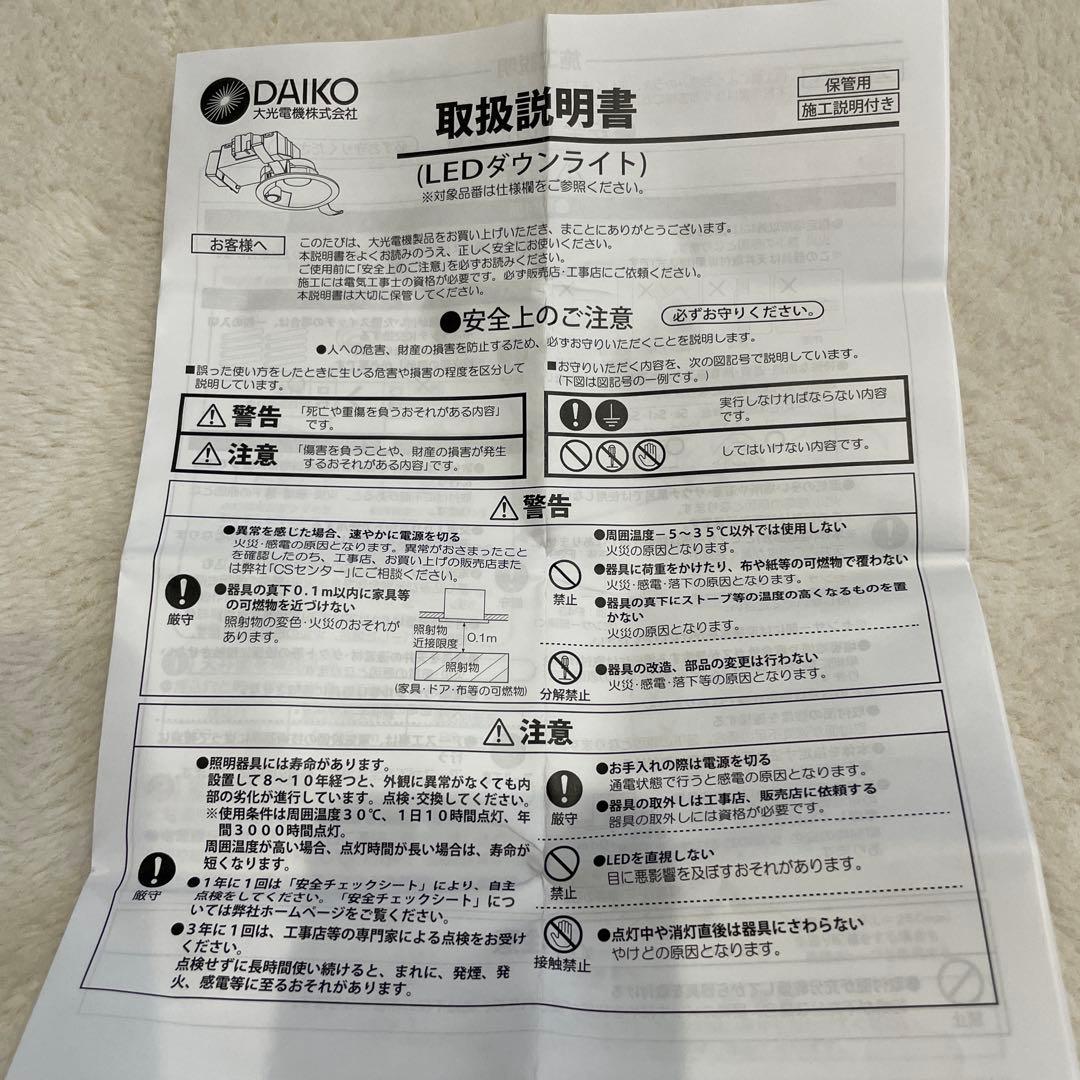 DAIKO
大光電機株式会社
取扱説明書
保管用
施工説明付き
(LEDダウンライト)
※対象品番は仕様欄をご参照ください。
お客様へ
このたびは、大光電機製品をお買い上げいただき、まことにありがとうございます。
本説明書をよくお読みのうえ、正しく安全にお使いください。
ご使用前に「安全上のご注意」を必ずお読みください。
施工には電気工事士の資格が必要です。必ず販売店・工事店にご依頼ください。
本説明書は大切に保管してください。
●安全上のご注意
必ずお守りください。
●人への危害、財産の損害を防止するため、必ずお守りいただくことを説明します。
■誤った使い方をしたときに生じる危害や損害の程度を区分して
説明しています。
警告
「死亡や重傷を負うおそれがある内容」
です。
注意
「傷害を負うことや、財産の損害が発生
するおそれがある内容」です。
■お守りいただく内容を、次の図記号で説明しています。
(下図は図記号の一例です。)
実行しなければならない内容
です。
してはいけない内容です。
警告
●異常を感じた場合、速やかに電源を切る
火災・感電の原因となります。異常がおさまったこと
を確認したのち、工事店、お買い上げの販売店また
は弊社「CSセンター」にご相談ください。
厳守
●器具の真下0.1m以内に家具等
の可燃物を近づけない
照射物の変色・火災のおそれが
あります。
照射物
近接限度
0.1m
照射物
(家具・ドア・布等の可燃物)
●周囲温度－5～35℃以外では使用しない
火災の原因となります。
●器具に荷重をかけたり、布や紙等の可燃物で覆わない
火災・感電・落下の原因となります。
禁止
●器具の真下にストーブ等の温度の高くなるものを置
かない
火災の原因となります。
●器具の改造、部品の変更は行わない
火災・感電・落下等の原因となります。
分解禁止
注意
●照明器具には寿命があります。
設置して8～10年経つと、外観に異常がなくても内
部の劣化が進行しています。点検・交換してください。
※使用条件は周囲温度30℃、1日10時間点灯、年
間3000時間点灯。
周囲温度が高い場合、点灯時間が長い場合は、寿命が
短くなります。
厳守
●1年に1回は「安全チェックシート」により、自主
点検をしてください。「安全チェックシート」につ
いては弊社ホームページをご覧ください。
●3年に1回は、工事店等の専門家による点検をお受け
ください。
点検せずに長時間使い続けると、まれに、発煙、発
火、感電等に至るおそれがあります。
●お手入れの際は電源を切る
通電状態で行うと感電の原因となります。
厳守
●器具の取外しは工事店、販売店に依頼する
器具の取外しには資格が必要です。
●LEDを直視しない
目に悪影響を及ぼすおそれがあります。
禁止
●点灯中や消灯直後は器具にさわらない
やけどの原因となります。
接触禁止